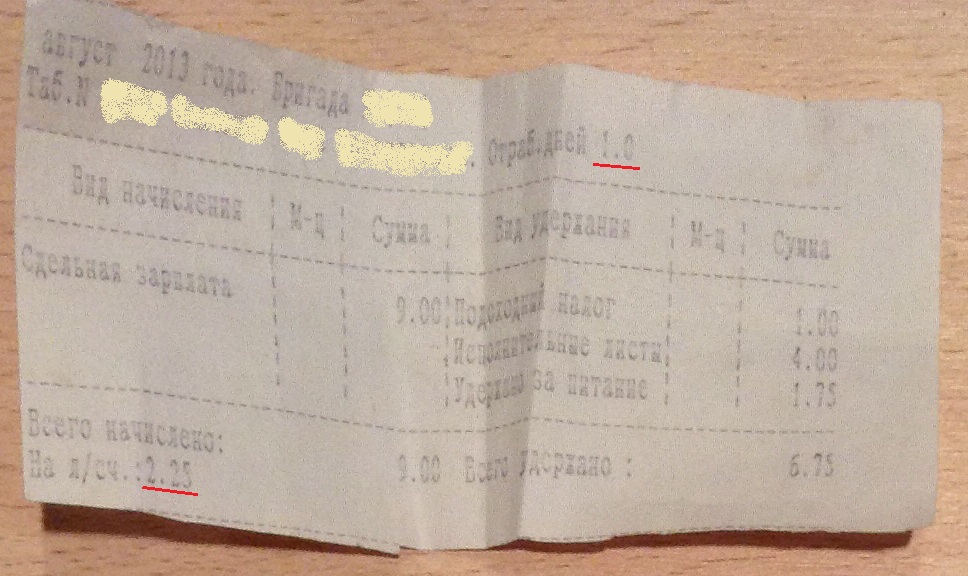 август 2013 года. Бригада
Таб.N . Отраб.дней 1.0
Вид начисления | М-ц | Сумма | Вид удержания | М-ц | Сумма
Сдельная зарплата 9.00 Подоходный налог 1.00
Исполнительные листы 4.00
Удержано за питание 1.75
Всего начислено: 9.00 Всего удержано : 6.75
На л/сч.:2.25